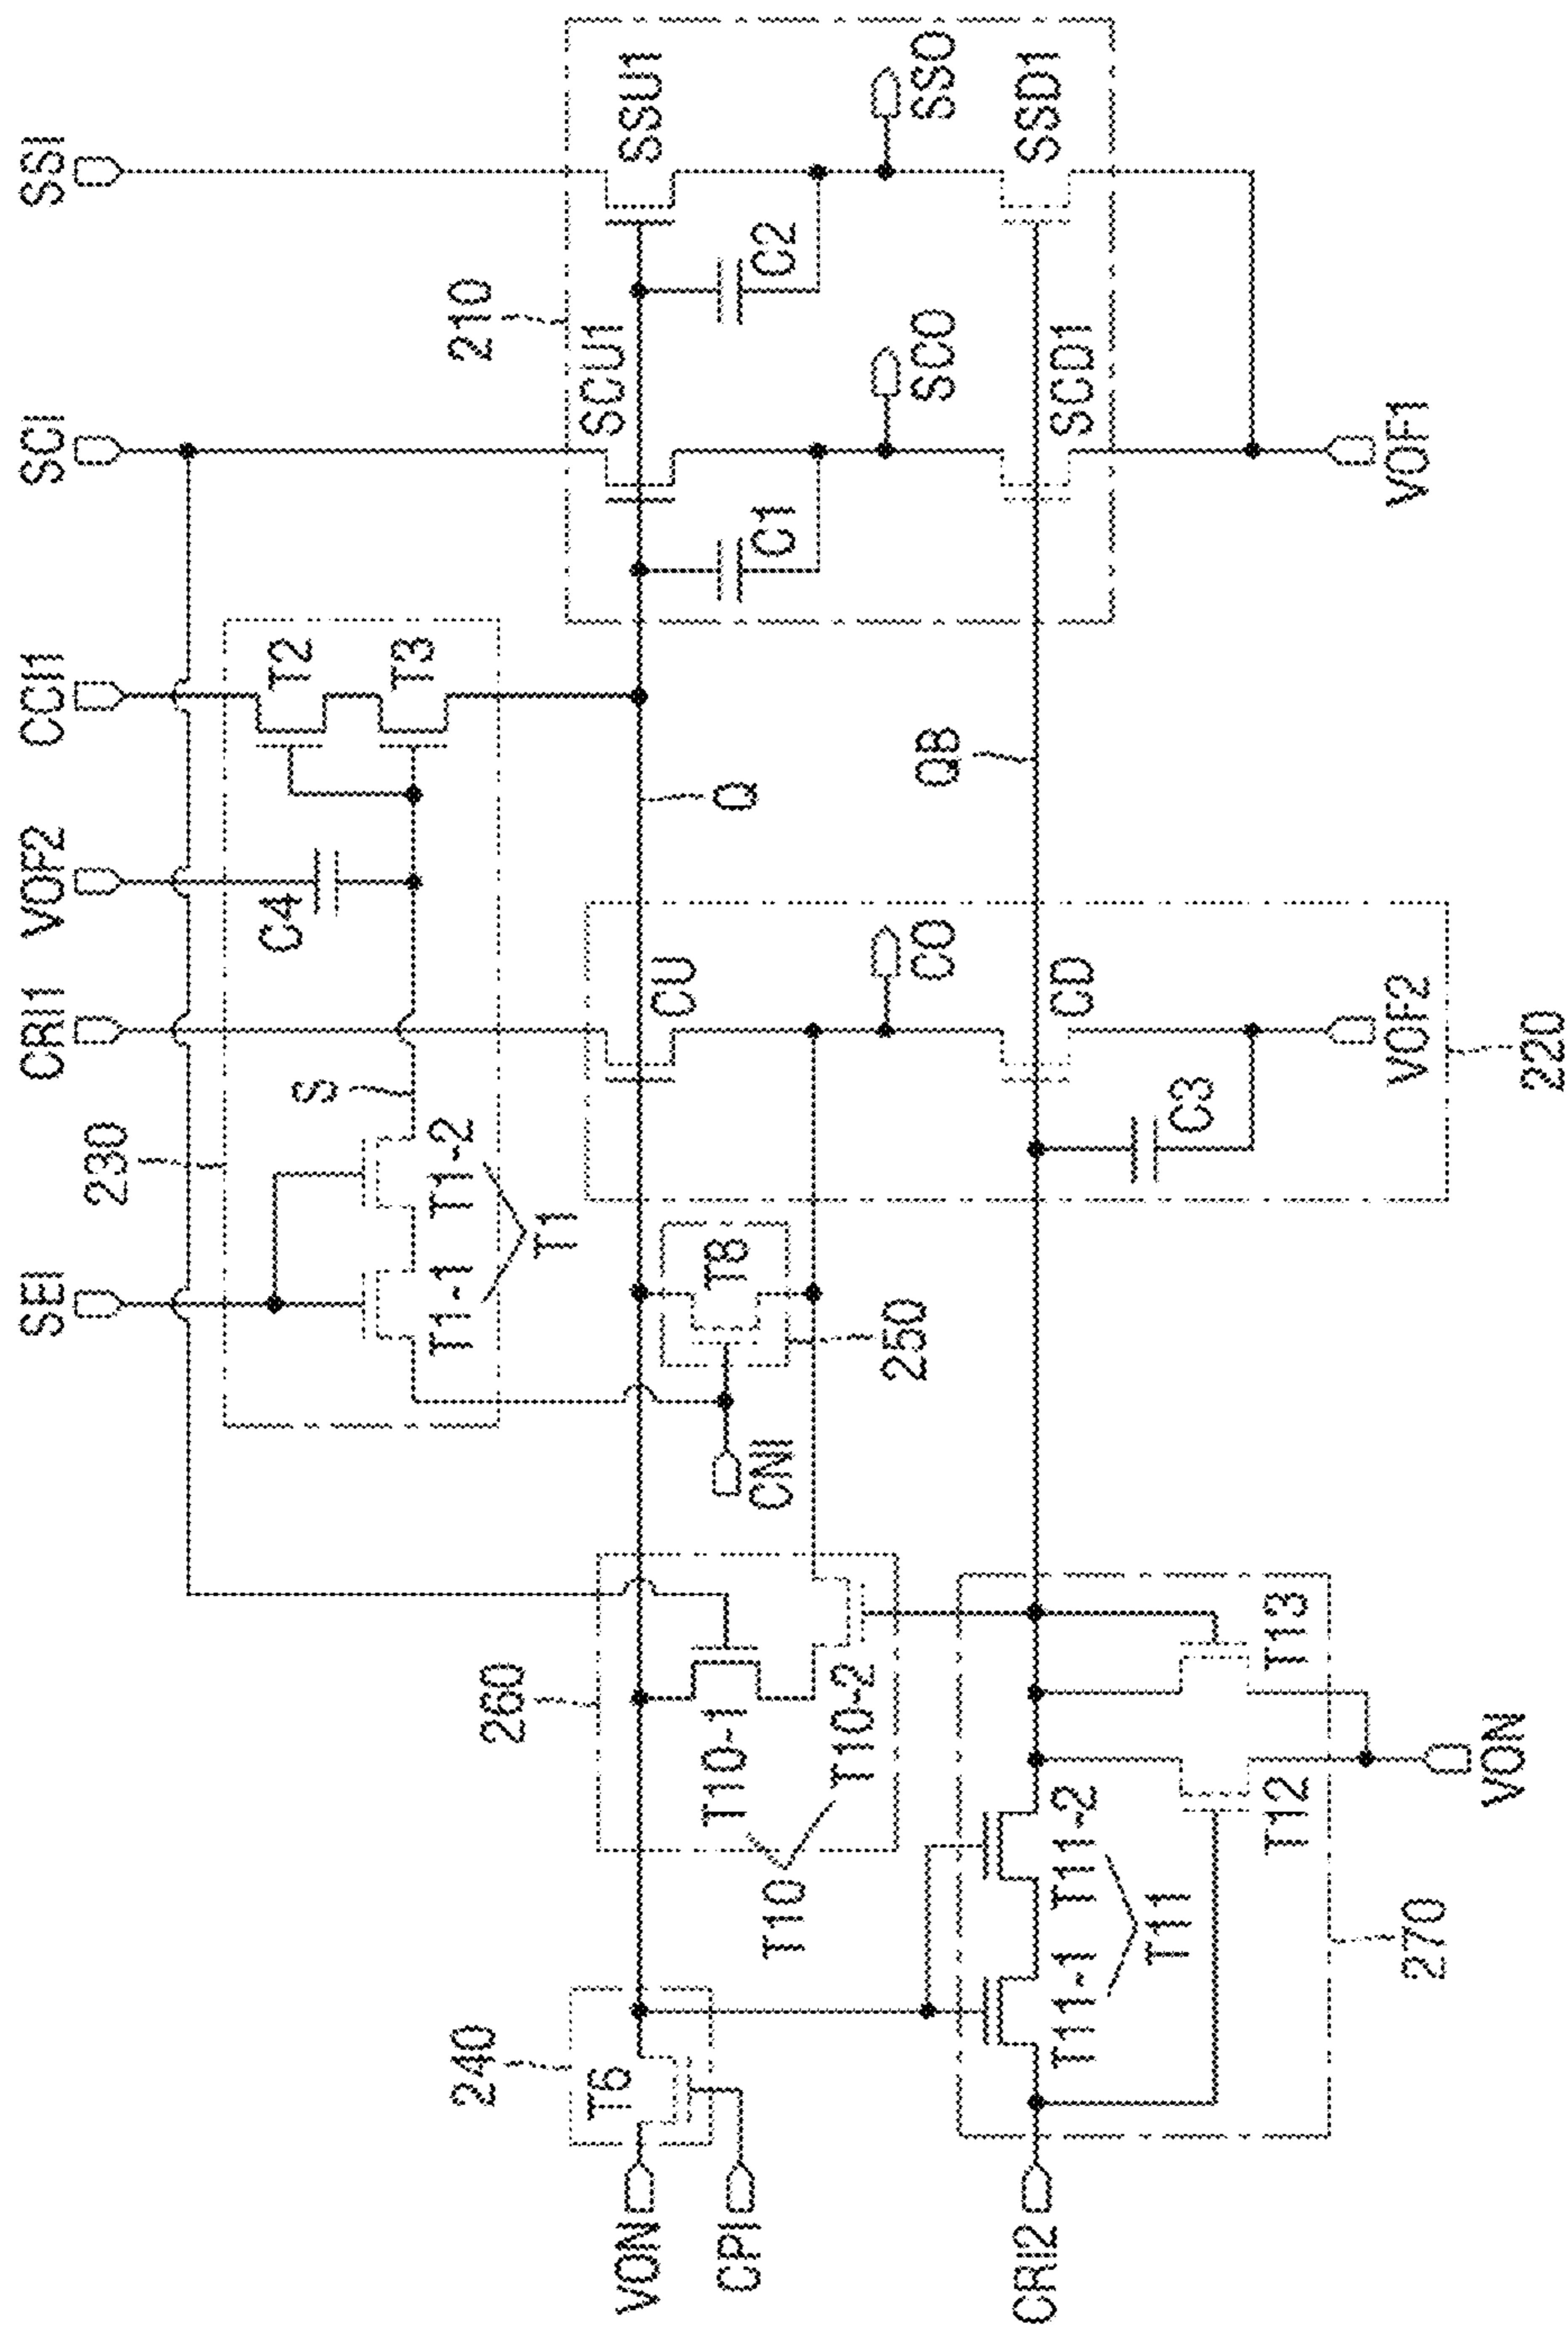 SEI
CRI1
VOF2
CCI1
SCI
SSI
230
C4
T2
S
T3
T1-1
T1-2
240
210
260
T1
T6
SCU1
SSU1
VON
CU
T10-1
T8
Q
CPI
CNI
C1
C2
T10
T10-2
250
CO
SCO
SSO
QB
CRI2
SSD1
T11-1
T11-2
CD
SCD1
T11
C3
T12
T13
VOF2
VOF1
270
VON
220